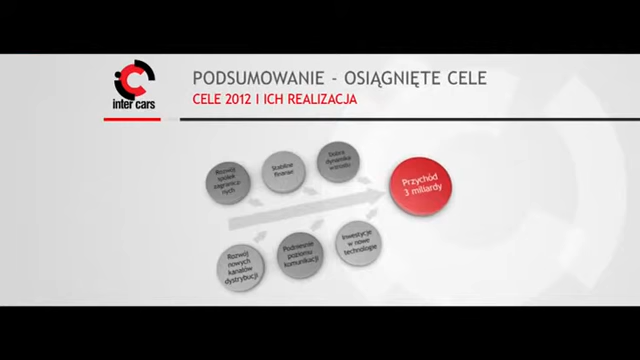 inter cars
PODSUMOWANIE - OSIĄGNIĘTE CELE
CELE 2012 I ICH REALIZACJA
Rozwój
spółek
zagranicz
nych
Stabilne
finanse
Dobra
dynamika
wzrostu
Przychód
3 miliardy
Rozwój
nowych
kanałów
dystrybucji
Podniesienie
poziomu
komunikacji
Inwestycje
w nowe
technologie